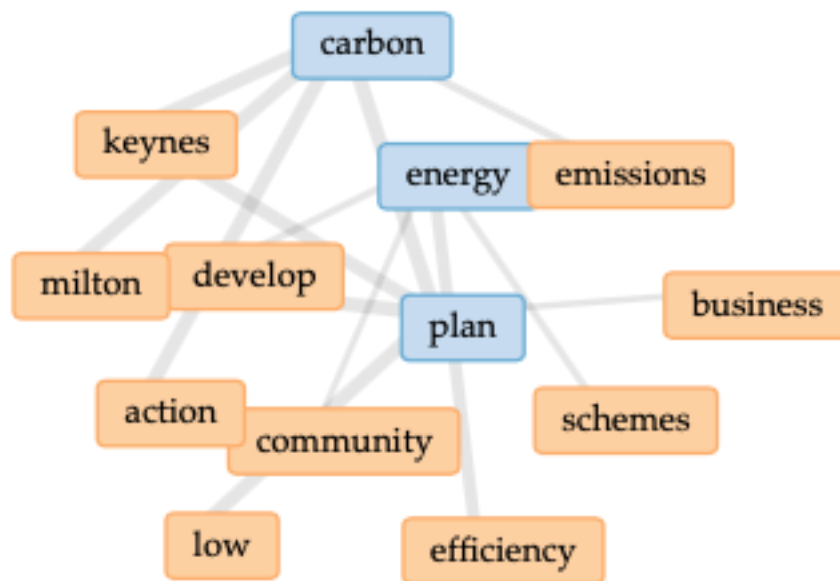 carbon
keynes
energy
emissions
milton
develop
plan
business
action
community
schemes
low
efficiency